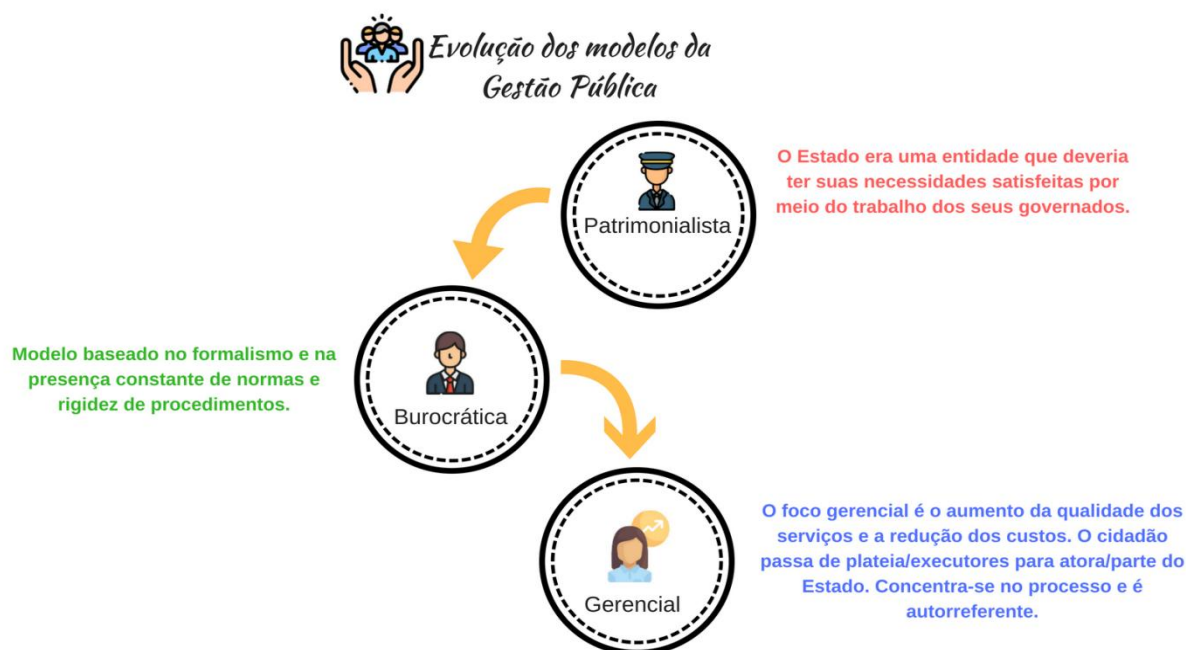 Evolução dos modelos da
Gestão Pública
Patrimonialista
O Estado era uma entidade que deveria
ter suas necessidades satisfeitas por
meio do trabalho dos seus governados.
Modelo baseado no formalismo e na
presença constante de normas e
rigidez de procedimentos.
Burocrática
Gerencial
O foco gerencial é o aumento da qualidade dos
serviços e a redução dos custos. O cidadão
passa de plateia/executores para atora/parte do
Estado. Concentra-se no processo e é
autorreferente.